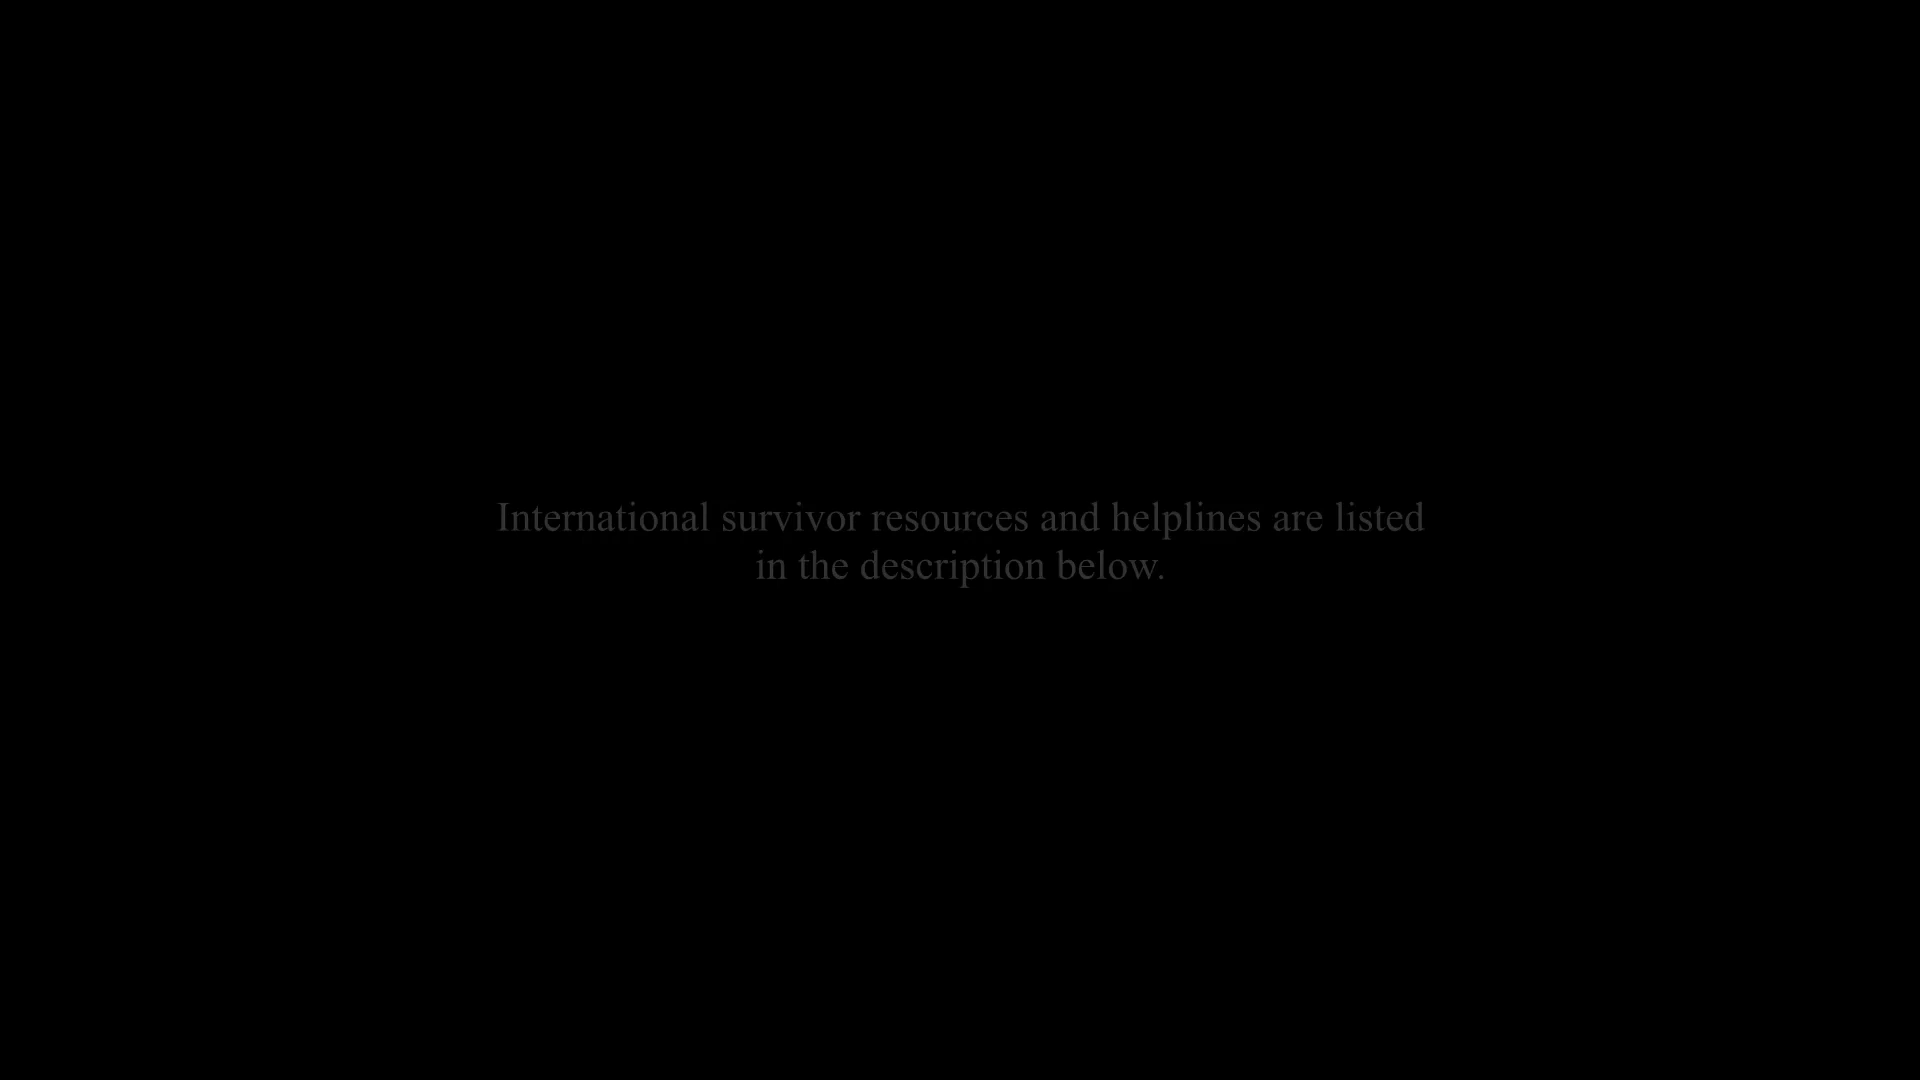 International survivor resources and helplines are listed
in the description below.